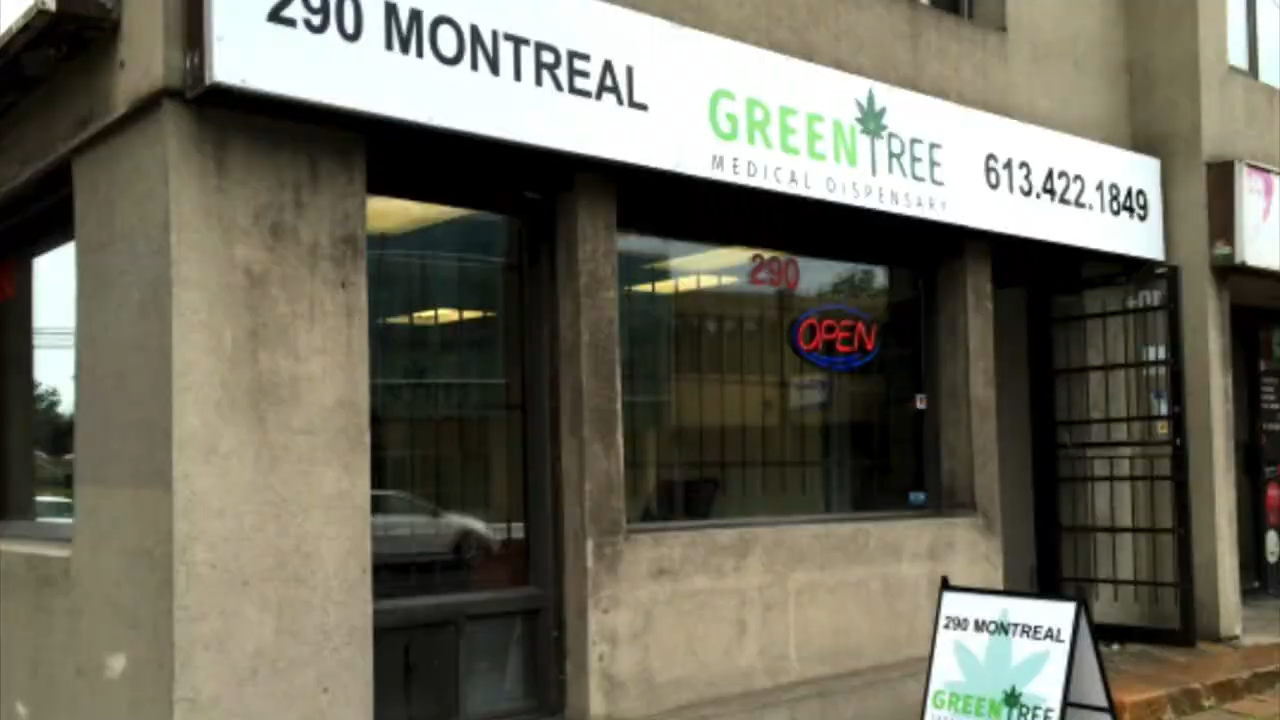 290 MONTREAL
GREENTREE
MEDICAL DISPENSARY
613.422.1849
290
OPEN
290 MONTREAL
GREENTREE